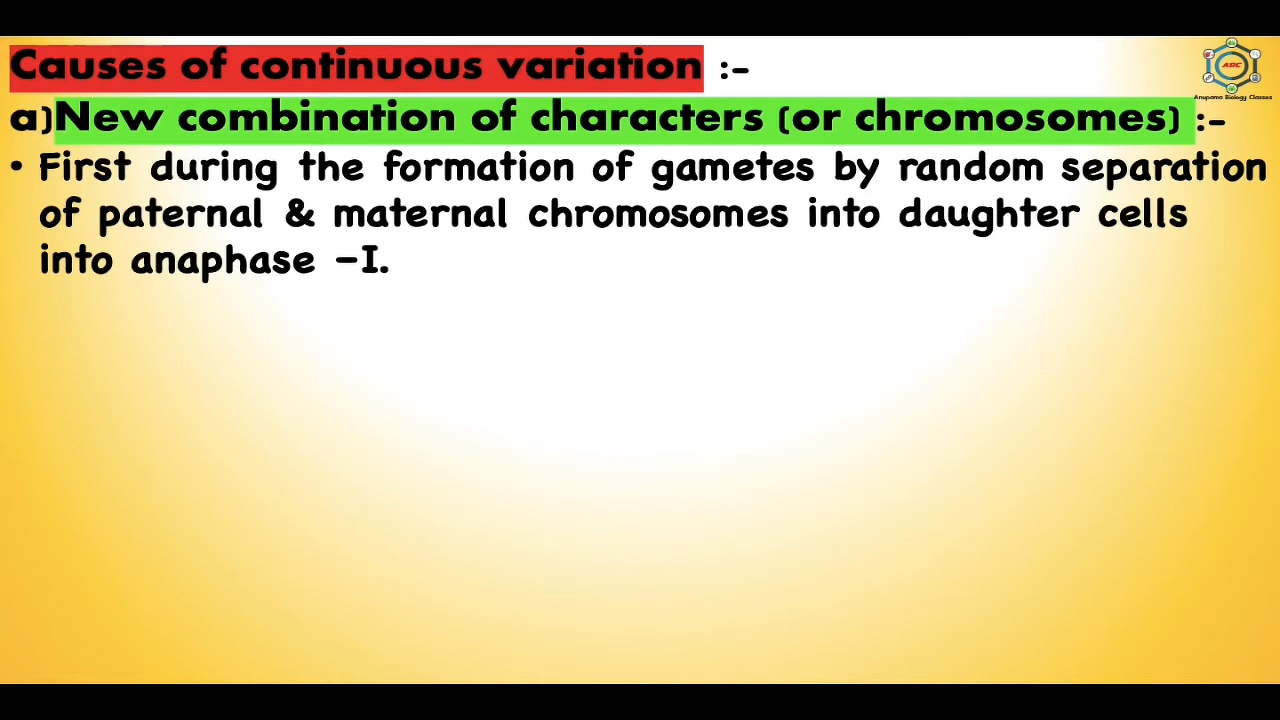 Causes of continuous variation :-
a)New combination of characters (or chromosomes) :-
• First during the formation of gametes by random separation
of paternal & maternal chromosomes into daughter cells
into anaphase –I.
ABC
Anupama Biology Classes